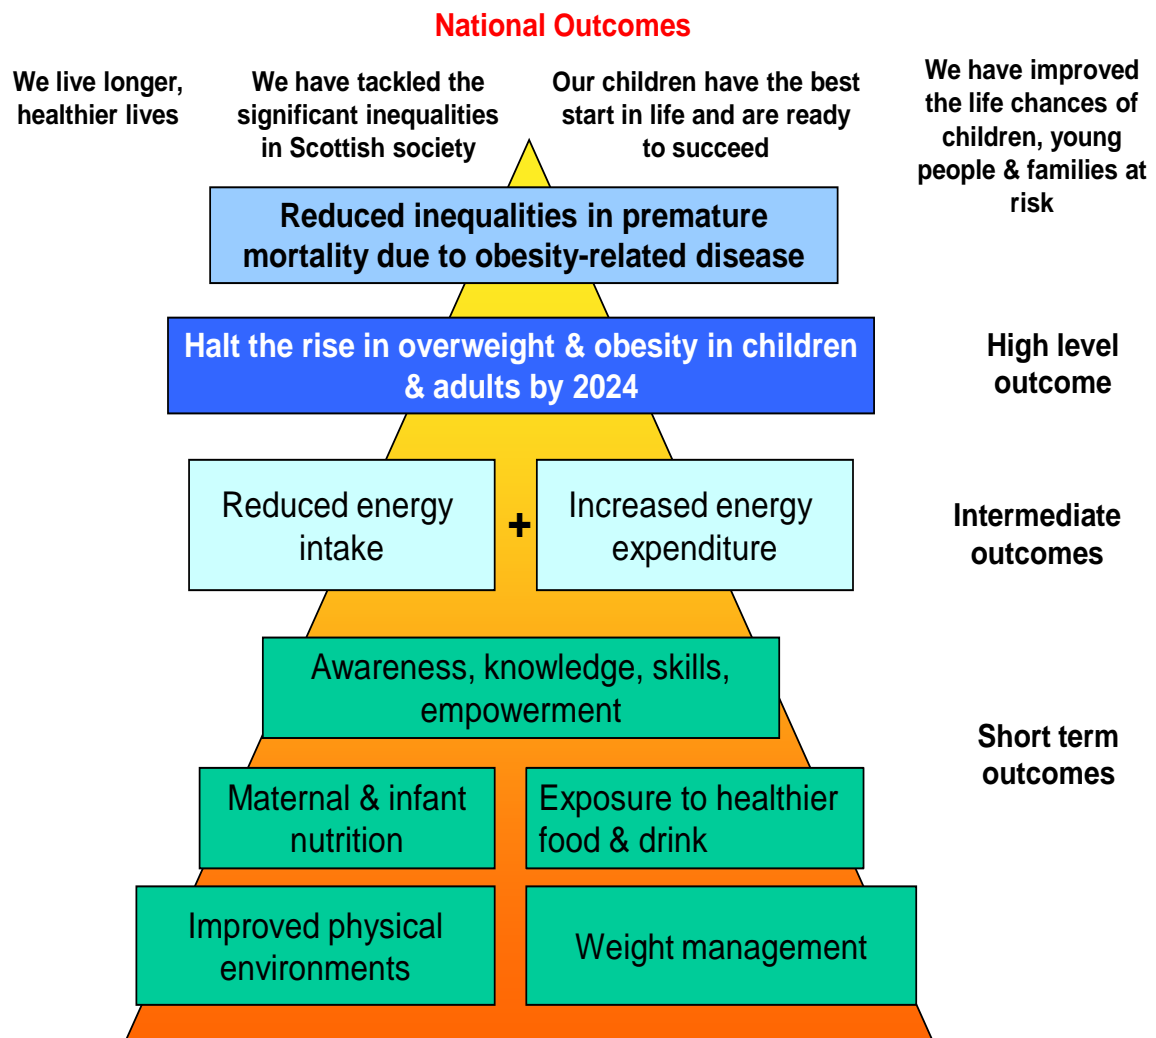 National Outcomes
We live longer,
healthier lives
We have tackled the
significant inequalities
in Scottish society
Our children have the best
start in life and are ready
to succeed
We have improved
the life chances of
children, young
people & families at
risk
Reduced inequalities in premature
mortality due to obesity-related disease
Halt the rise in overweight & obesity in children
& adults by 2024
High level
outcome
Reduced energy
intake
+
Increased energy
expenditure
Intermediate
outcomes
Awareness, knowledge, skills,
empowerment
Short term
outcomes
Maternal & infant
nutrition
Exposure to healthier
food & drink
Improved physical
environments
Weight management